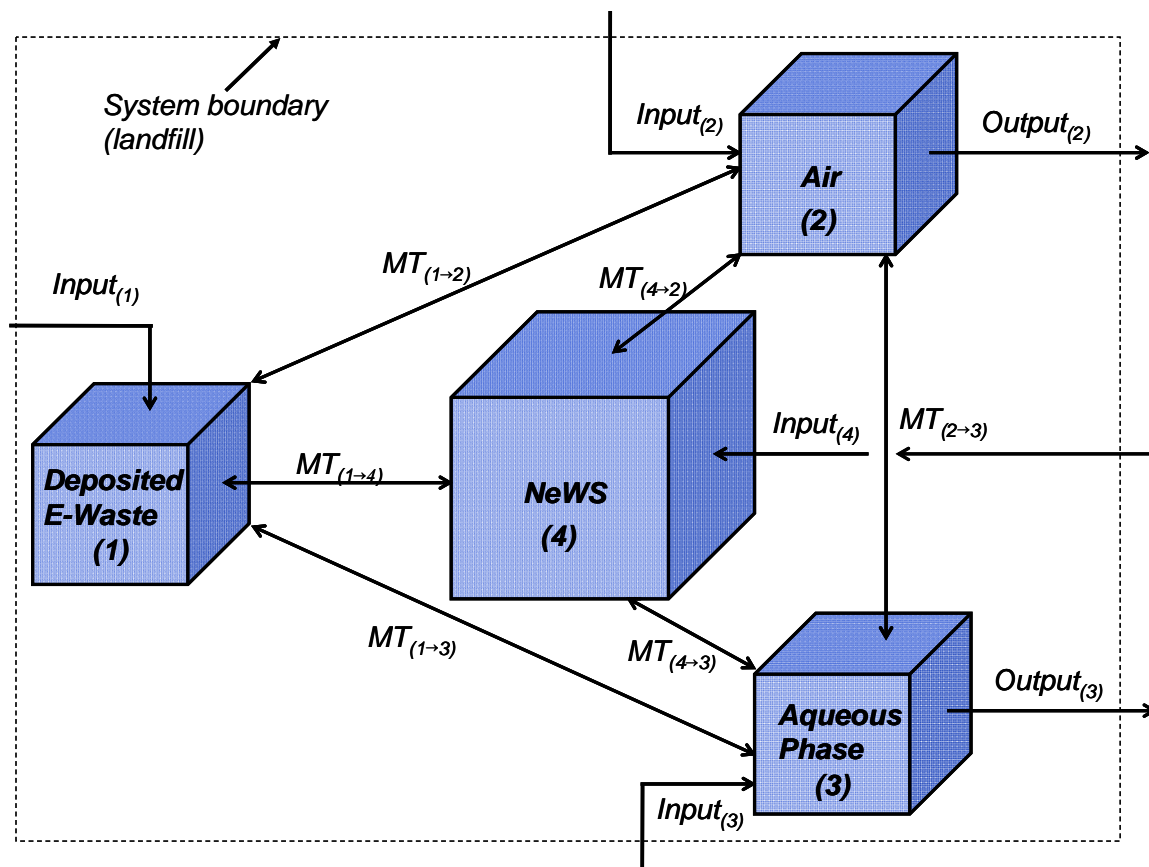 System boundary
(landfill)
Input(2)
Output(2)
Air
(2)
MT(1→2)
MT(4→2)
Input(1)
Input(4)
MT(2→3)
MT(1→4)
Deposited
E-Waste
(1)
NeWS
(4)
MT(1→3)
MT(4→3)
Output(3)
Aqueous
Phase
(3)
Input(3)